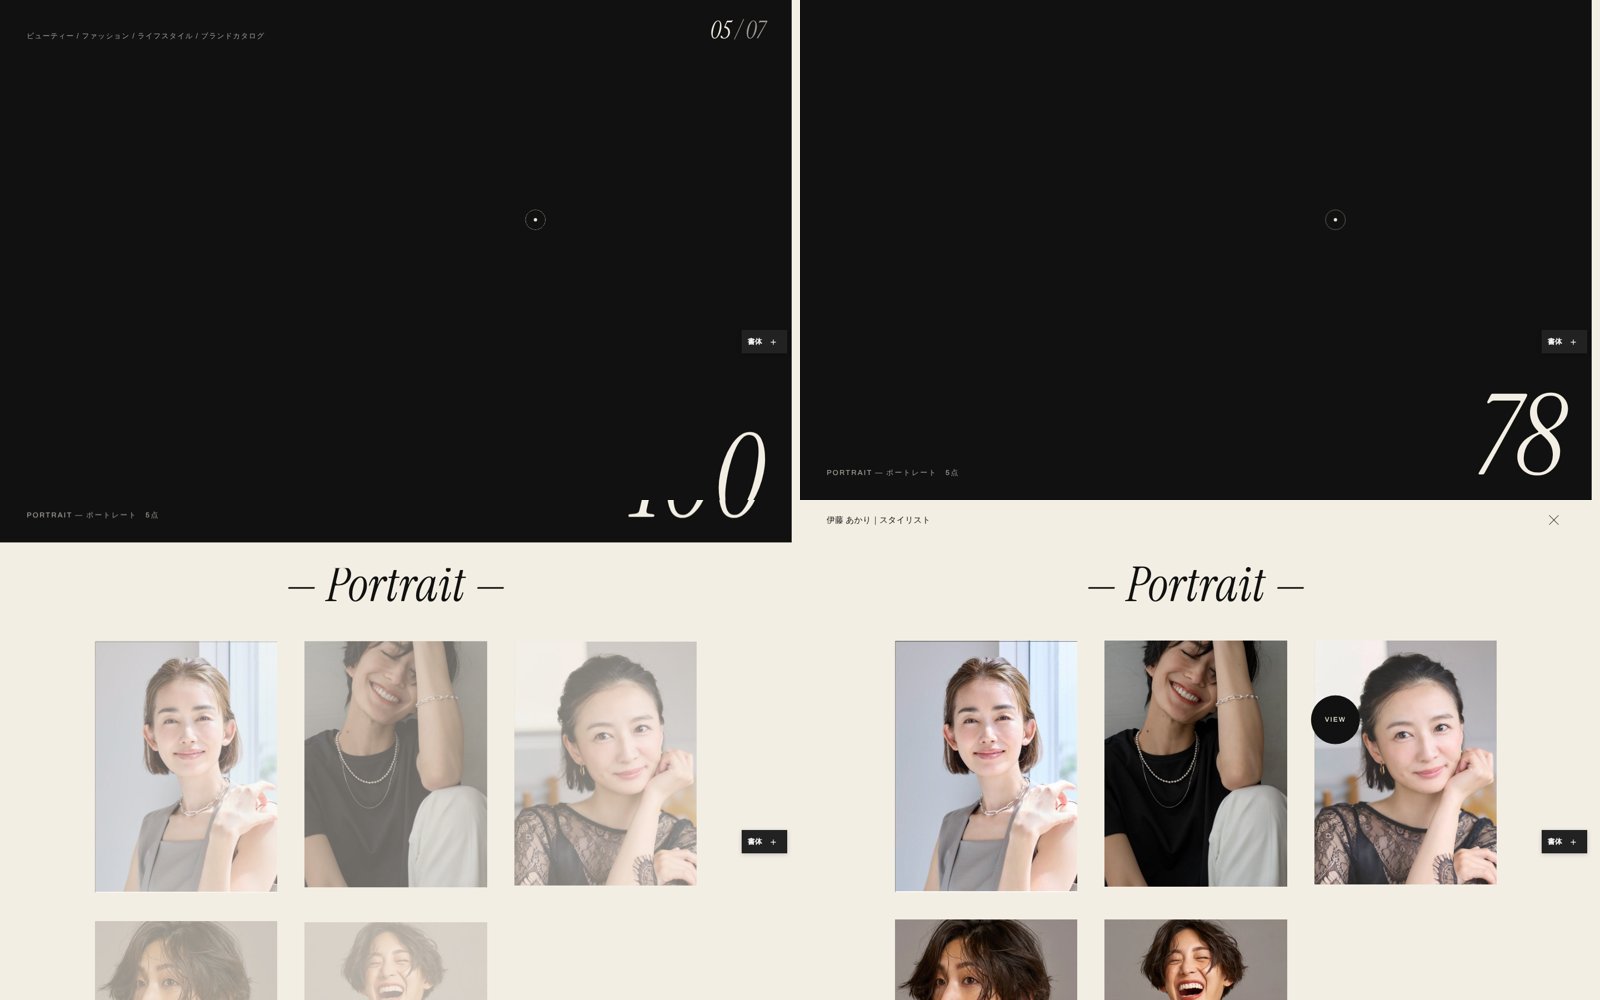 ビューティー / ファッション / ライフスタイル / ブランドカタログ
05 / 07
書体 +
100
PORTRAIT — ポートレート 5点
書体 +
78
PORTRAIT — ポートレート 5点
伊藤 あかり｜スタイリスト
— Portrait —
書体 +
— Portrait —
VIEW
書体 +